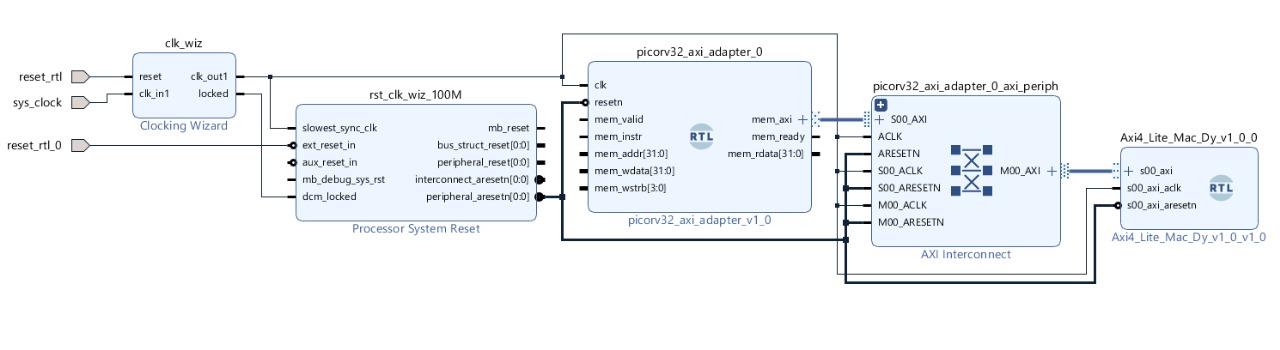 clk_wiz
reset_rtl
reset
clk_out1
sys_clock
clk_in1
locked
Clocking Wizard
reset_rtl_0
rst_clk_wiz_100M
slowest_sync_clk
mb_reset
ext_reset_in
bus_struct_reset[0:0]
aux_reset_in
peripheral_reset[0:0]
mb_debug_sys_rst
interconnect_aresetn[0:0]
dcm_locked
peripheral_aresetn[0:0]
Processor System Reset
picorv32_axi_adapter_0
clk
resetn
mem_valid
mem_axi
mem_instr
mem_ready
mem_addr[31:0]
mem_rdata[31:0]
mem_wdata[31:0]
mem_wstrb[3:0]
RTL
picorv32_axi_adapter_v1_0
picorv32_axi_adapter_0_axi_periph
S00_AXI
ACLK
ARESETN
S00_ACLK
M00_AXI
S00_ARESETN
M00_ACLK
M00_ARESETN
AXI Interconnect
Axi4_Lite_Mac_Dy_v1_0_0
s00_axi
s00_axi_aclk
s00_axi_aresetn
RTL
Axi4_Lite_Mac_Dy_v1_0_v1_0